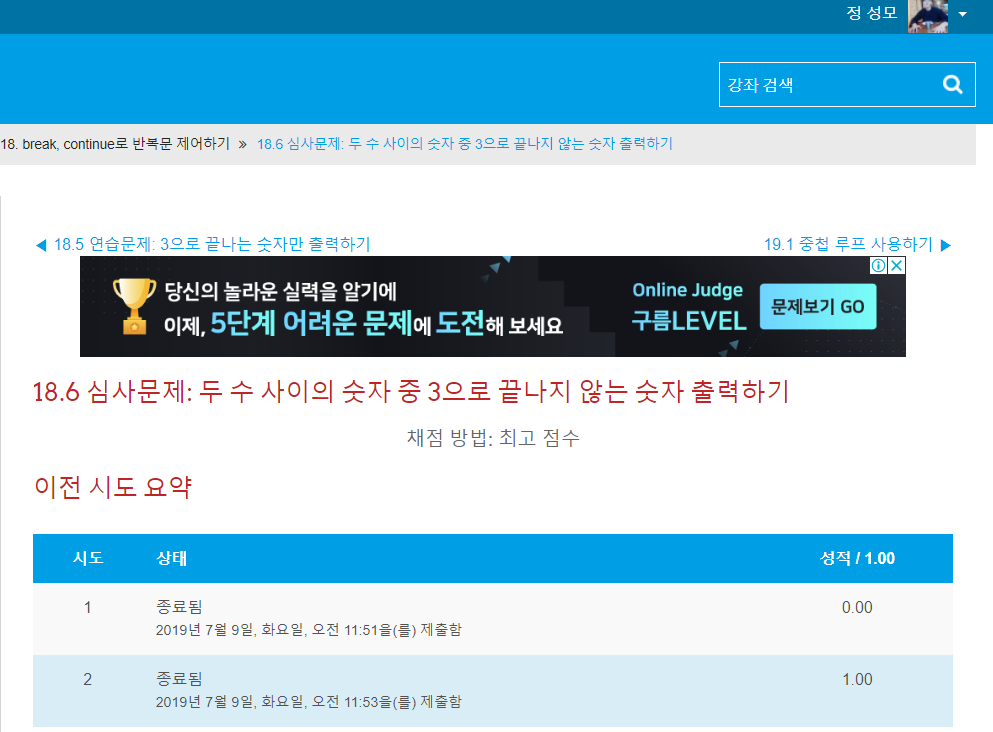 정 성모
강좌 검색
18. break, continue로 반복문 제어하기 » 18.6 심사문제: 두 수 사이의 숫자 중 3으로 끝나지 않는 숫자 출력하기
◀ 18.5 연습문제: 3으로 끝나는 숫자만 출력하기
19.1 중첩 루프 사용하기 ▶
당신의 놀라운 실력을 알기에
이제, 5단계 어려운 문제에 도전해 보세요
Online Judge
구름LEVEL
문제보기 GO
18.6 심사문제: 두 수 사이의 숫자 중 3으로 끝나지 않는 숫자 출력하기
채점 방법: 최고 점수
이전 시도 요약
시도 상태 성적 / 1.00
1 종료됨 0.00
2019년 7월 9일, 화요일, 오전 11:51을(를) 제출함
2 종료됨 1.00
2019년 7월 9일, 화요일, 오전 11:53을(를) 제출함